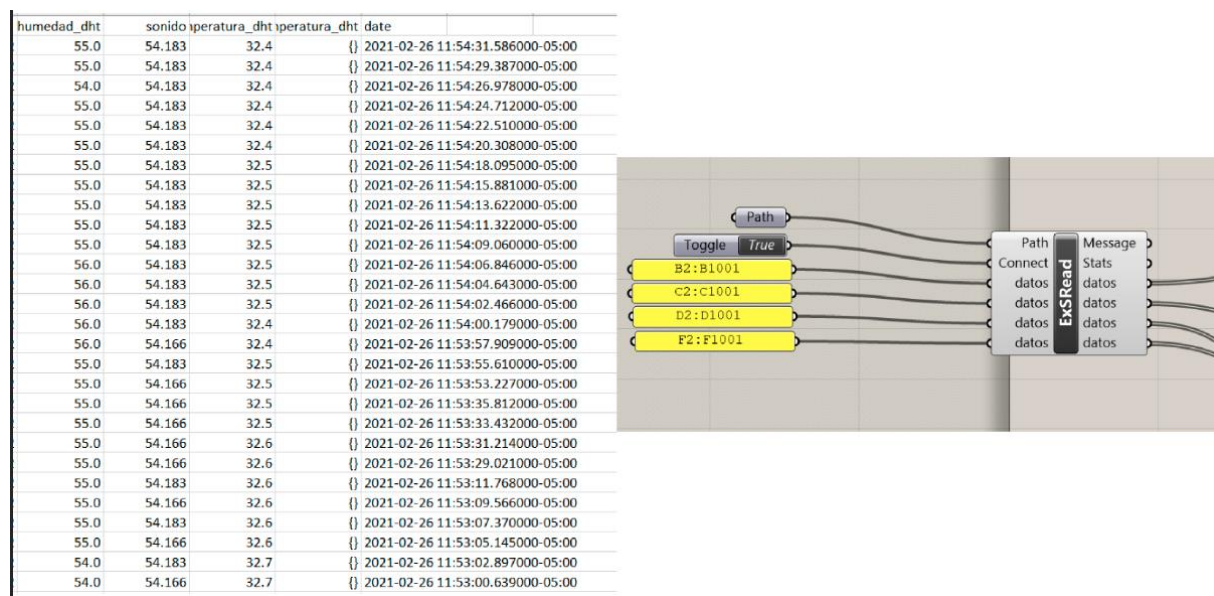 humedad_dht sonido peratura_dht peratura_dht date
55.0 54.183 32.4 {} 2021-02-26 11:54:31.586000-05:00
55.0 54.183 32.4 {} 2021-02-26 11:54:29.387000-05:00
54.0 54.183 32.4 {} 2021-02-26 11:54:26.978000-05:00
55.0 54.183 32.4 {} 2021-02-26 11:54:24.712000-05:00
55.0 54.183 32.4 {} 2021-02-26 11:54:22.510000-05:00
55.0 54.183 32.4 {} 2021-02-26 11:54:20.308000-05:00
55.0 54.183 32.5 {} 2021-02-26 11:54:18.095000-05:00
55.0 54.183 32.5 {} 2021-02-26 11:54:15.881000-05:00
55.0 54.183 32.5 {} 2021-02-26 11:54:13.622000-05:00
55.0 54.183 32.5 {} 2021-02-26 11:54:11.322000-05:00
55.0 54.183 32.5 {} 2021-02-26 11:54:09.060000-05:00
56.0 54.183 32.5 {} 2021-02-26 11:54:06.846000-05:00
56.0 54.183 32.5 {} 2021-02-26 11:54:04.643000-05:00
56.0 54.183 32.5 {} 2021-02-26 11:54:02.466000-05:00
56.0 54.183 32.4 {} 2021-02-26 11:54:00.179000-05:00
56.0 54.166 32.4 {} 2021-02-26 11:53:57.909000-05:00
55.0 54.183 32.5 {} 2021-02-26 11:53:55.610000-05:00
55.0 54.166 32.5 {} 2021-02-26 11:53:53.227000-05:00
55.0 54.166 32.5 {} 2021-02-26 11:53:35.812000-05:00
55.0 54.166 32.5 {} 2021-02-26 11:53:33.432000-05:00
55.0 54.166 32.6 {} 2021-02-26 11:53:31.214000-05:00
55.0 54.166 32.6 {} 2021-02-26 11:53:29.021000-05:00
55.0 54.183 32.6 {} 2021-02-26 11:53:11.768000-05:00
55.0 54.166 32.6 {} 2021-02-26 11:53:09.566000-05:00
55.0 54.183 32.6 {} 2021-02-26 11:53:07.370000-05:00
55.0 54.166 32.6 {} 2021-02-26 11:53:05.145000-05:00
54.0 54.183 32.7 {} 2021-02-26 11:53:02.897000-05:00
54.0 54.166 32.7 {} 2021-02-26 11:53:00.639000-05:00
Path
Toggle True
B2:B1001
C2:C1001
D2:D1001
F2:F1001
Path Message
Connect Stats
datos datos
datos datos
datos datos
datos datos
ExSRead